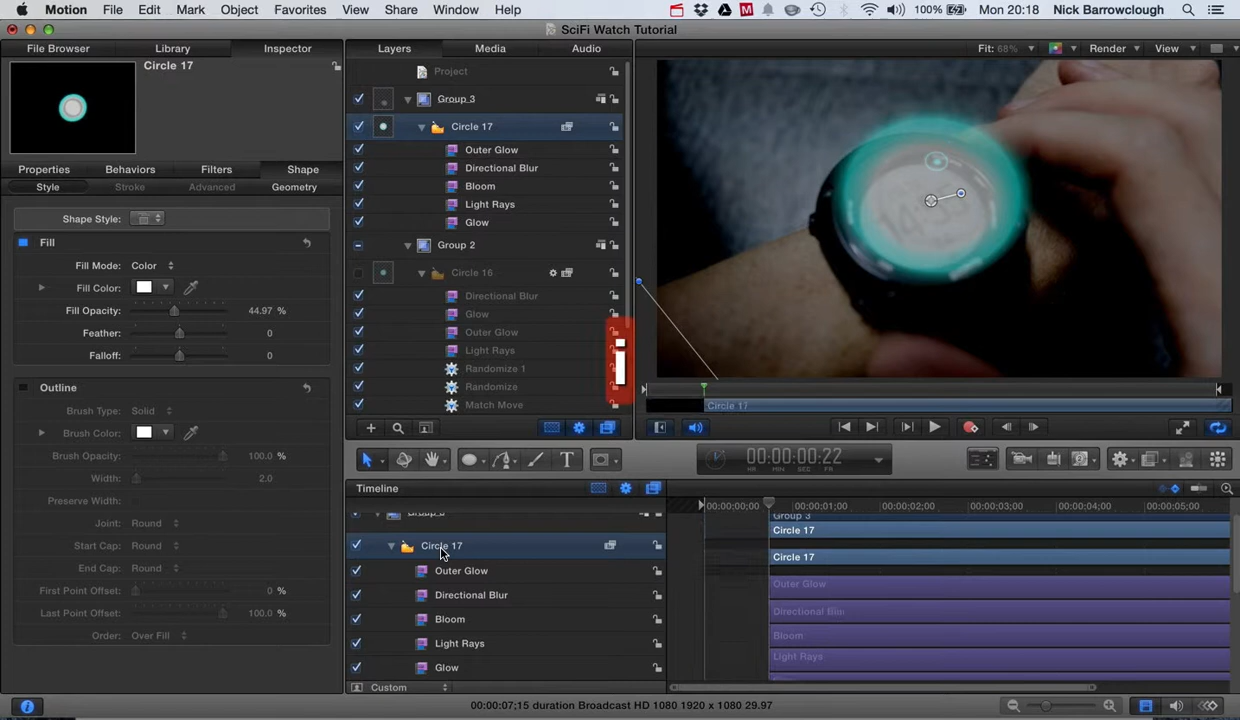 Motion File Edit Mark Object Favorites View Share Window Help 100% Mon 20:18 Nick Barrowclough
SciFi Watch Tutorial
File Browser Library Inspector Layers Media Audio Fit: 68% Render View
Circle 17
Project
Group 3
Circle 17
Outer Glow
Properties Behaviors Filters Shape
Directional Blur
Style Stroke Advanced Geometry
Bloom
Light Rays
Shape Style:
Glow
Fill
Group 2
Fill Mode: Color
Circle 16
Fill Color:
Directional Blur
Fill Opacity: 44.97 %
Glow
Feather: 0
Outer Glow
Falloff: 0
Light Rays
Randomize 1
Outline
Randomize
Match Move
Circle 17
Brush Type: Solid
Brush Color:
Brush Opacity: 100.0 %
Width: 2.0
Preserve Width:
Joint: Round
Start Cap: Round
End Cap: Round
First Point Offset: 0 %
Last Point Offset: 100.0 %
Order: Over Fill
i
T
00:00:00:22
HR MIN SEC FR
Timeline
00:00:00:00 00:00:01:00 00:00:02:00 00:00:03:00 00:00:04:00 00:00:05:00
Group 3
Circle 17
Circle 17
Circle 17
Outer Glow
Outer Glow
Directional Blur
Directional Blur
Bloom
Bloom
Light Rays
Light Rays
Glow
Custom
00:00:07;15 duration Broadcast HD 1080 1920 x 1080 29.97